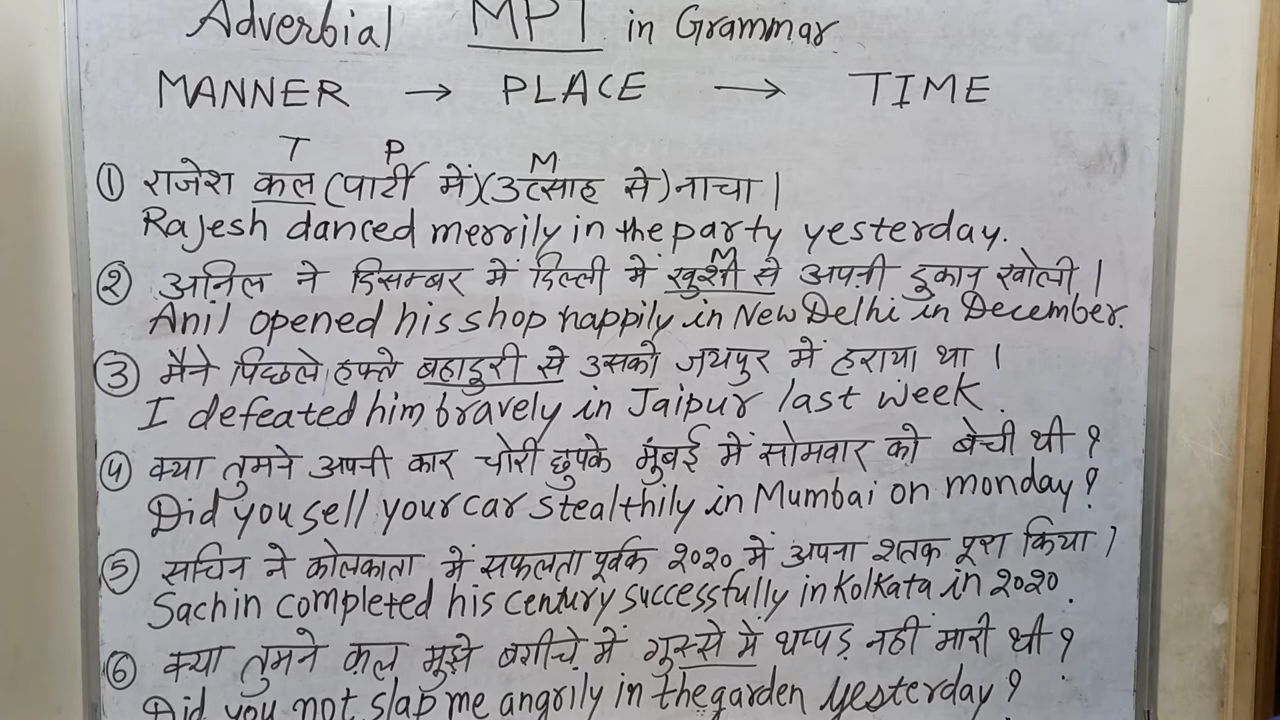 Adverbial MPT in Grammar
MANNER → PLACE → TIME
T P M
① राजेश कल (पार्टी में)(उत्साह से) नाचा |
Rajesh danced merrily in the party yesterday.
M
② अनिल ने दिसम्बर में दिल्ली में खुशी से अपनी दुकान खोली |
Anil opened his shop happily in New Delhi in December.
③ मैने पिछले हफ्ते बहादुरी से उसको जयपुर में हराया था |
I defeated him bravely in Jaipur last week.
④ क्या तुमने अपनी कार चोरी छुपके मुंबई में सोमवार को बेची थी ?
Did you sell your car stealthily in Mumbai on monday?
⑤ सचिन ने कोलकाता में सफलता पूर्वक २०२० में अपना शतक पूरा किया |
Sachin completed his century successfully in Kolkata in २०२०.
⑥ क्या तुमने कल मुझे बगीचे में गुस्से में थप्पड़ नहीं मारी थी ?
Did you not slap me angrily in the garden yesterday?